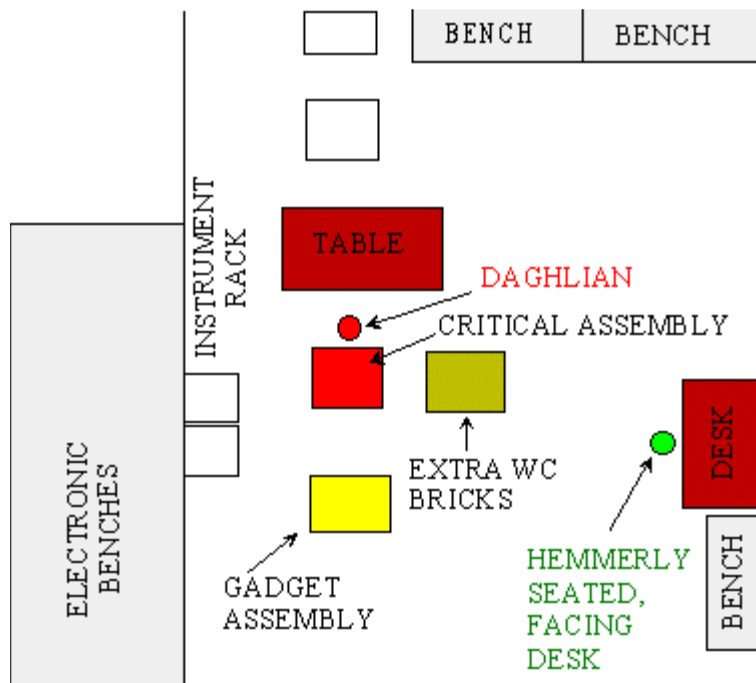 BENCH
BENCH
INSTRUMENT
RACK
TABLE
DAGHLIAN
CRITICAL ASSEMBLY
EXTRA WC
BRICKS
DESK
ELECTRONIC
BENCHES
GADGET
ASSEMBLY
HEMMERLY
SEATED,
FACING
DESK
BENCH